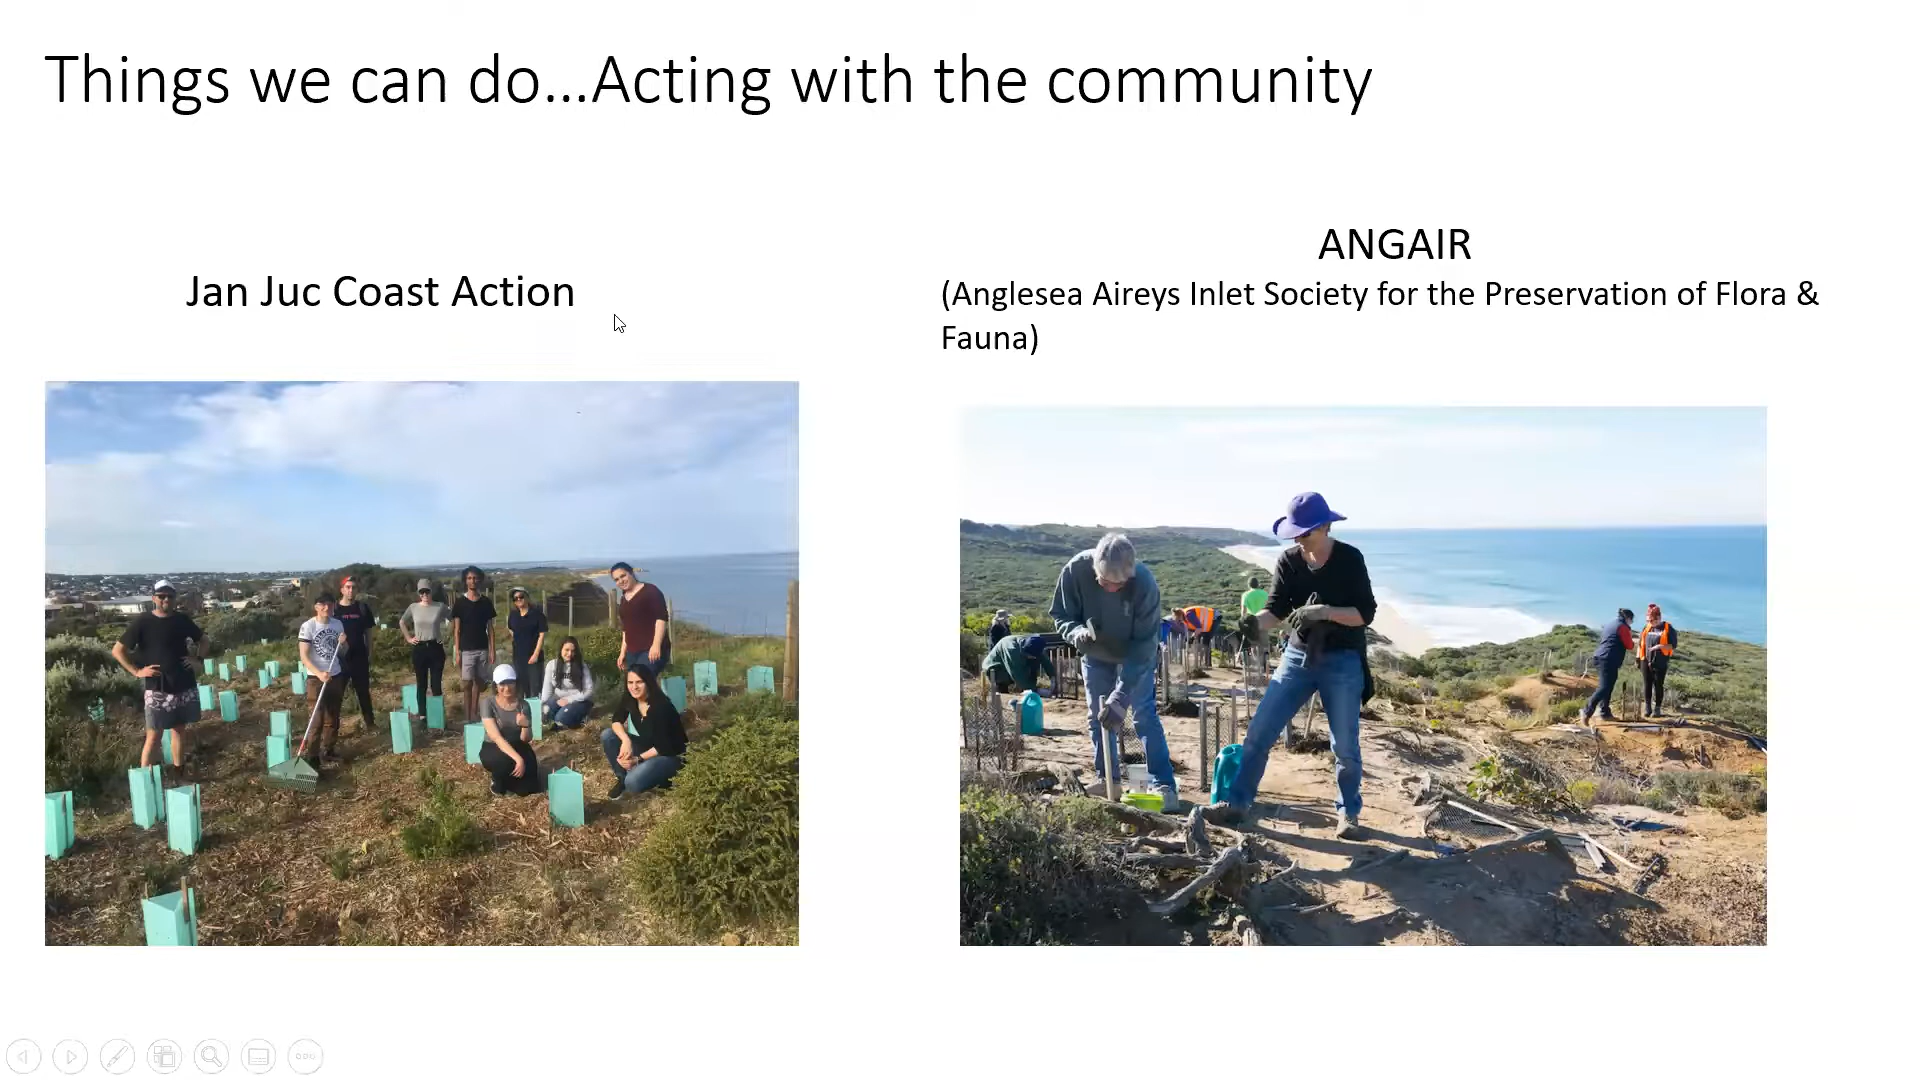 Things we can do...Acting with the community
Jan Juc Coast Action
ANGAIR
(Anglesea Aireys Inlet Society for the Preservation of Flora &
Fauna)